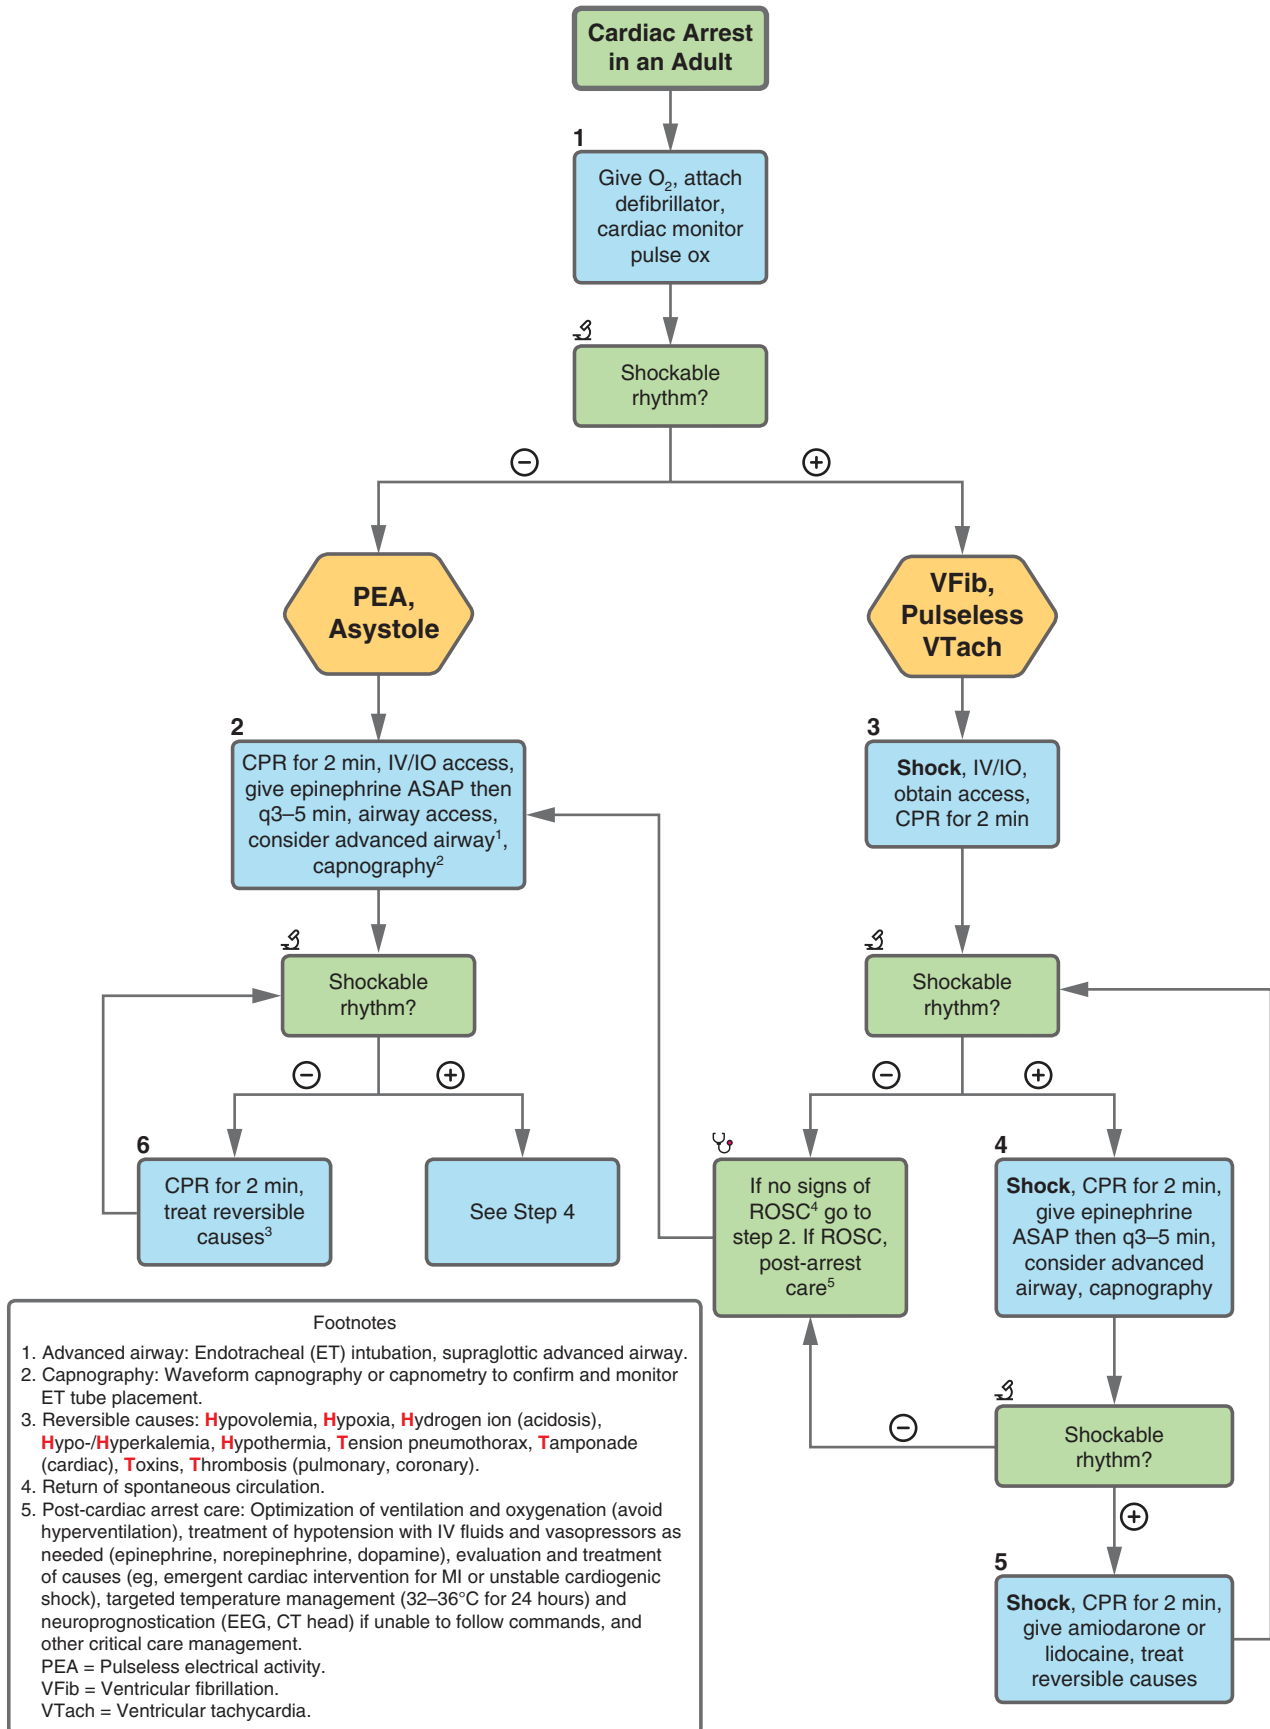 Cardiac Arrest
in an Adult
1
Give O₂, attach
defibrillator,
cardiac monitor
pulse ox
Shockable
rhythm?
−
+
PEA,
Asystole
VFib,
Pulseless
VTach
2
CPR for 2 min, IV/IO access,
give epinephrine ASAP then
q3–5 min, airway access,
consider advanced airway¹,
capnography²
3
Shock, IV/IO,
obtain access,
CPR for 2 min
Shockable
rhythm?
Shockable
rhythm?
−
+
−
+
6
CPR for 2 min,
treat reversible
causes³
See Step 4
If no signs of
ROSC⁴ go to
step 2. If ROSC,
post-arrest
care⁵
4
Shock, CPR for 2 min,
give epinephrine
ASAP then q3–5 min,
consider advanced
airway, capnography
−
Shockable
rhythm?
+
5
Shock, CPR for 2 min,
give amiodarone or
lidocaine, treat
reversible causes
Footnotes
1. Advanced airway: Endotracheal (ET) intubation, supraglottic advanced airway.
2. Capnography: Waveform capnography or capnometry to confirm and monitor
ET tube placement.
3. Reversible causes: Hypovolemia, Hypoxia, Hydrogen ion (acidosis),
Hypo-/Hyperkalemia, Hypothermia, Tension pneumothorax, Tamponade
(cardiac), Toxins, Thrombosis (pulmonary, coronary).
4. Return of spontaneous circulation.
5. Post-cardiac arrest care: Optimization of ventilation and oxygenation (avoid
hyperventilation), treatment of hypotension with IV fluids and vasopressors as
needed (epinephrine, norepinephrine, dopamine), evaluation and treatment
of causes (eg, emergent cardiac intervention for MI or unstable cardiogenic
shock), targeted temperature management (32–36°C for 24 hours) and
neuroprognostication (EEG, CT head) if unable to follow commands, and
other critical care management.
PEA = Pulseless electrical activity.
VFib = Ventricular fibrillation.
VTach = Ventricular tachycardia.